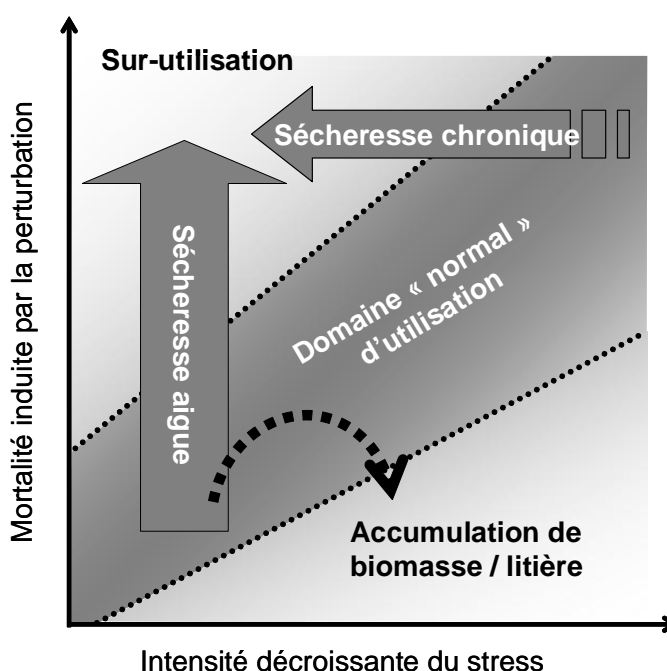 Sur-utilisation
Sécheresse chronique
Mortalité induite par la perturbation
Sécheresse aigue
Domaine « normal »
d'utilisation
Accumulation de
biomasse / litière
Intensité décroissante du stress